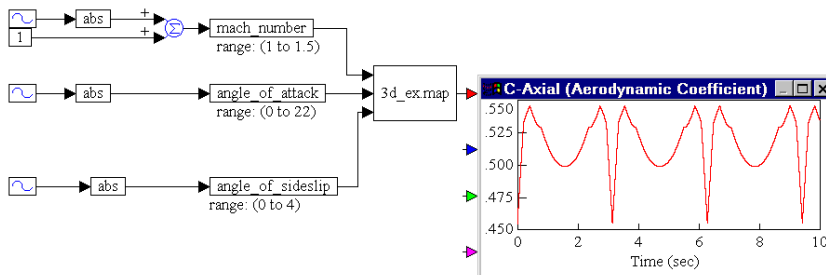 abs
+
1
+
Σ
mach_number
range: (1 to 1.5)
abs
angle_of_attack
range: (0 to 22)
abs
angle_of_sideslip
range: (0 to 4)
3d_ex.map
C-Axial (Aerodynamic Coefficient)
.550
.525
.500
.475
.450
0 2 4 6 8 10
Time (sec)